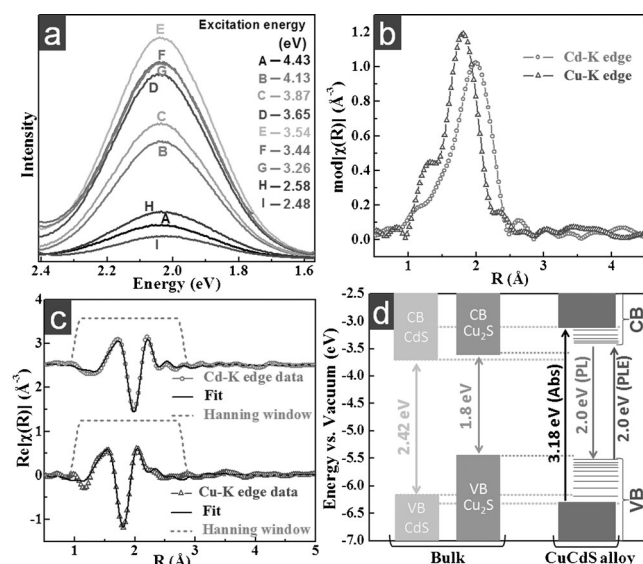 a
Excitation energy
(eV)
A — 4.43
B — 4.13
C — 3.87
D — 3.65
E — 3.54
F — 3.44
G — 3.26
H — 2.58
I — 2.48
E
F
G
D
C
B
H
A
I
Intensity
2.4 2.2 2.0 1.8 1.6
Energy (eV)
b
Cd-K edge
Cu-K edge
mod|χ(R)| (Å⁻³)
1.2
1.0
0.8
0.6
0.4
0.2
0.0
1 2 3 4
R (Å)
c
Re|χ(R)| (Å⁻³)
4
3
2
1
0
-1
Cd-K edge data
Fit
Hanning window
Cu-K edge data
Fit
Hanning window
0 1 2 3 4 5
R (Å)
d
Energy vs. Vacuum (eV)
-2.5
-3.0
-3.5
-4.0
-4.5
-5.0
-5.5
-6.0
-6.5
-7.0
CB
CdS
CB
Cu₂S
CB
2.42 eV
1.8 eV
3.18 eV (Abs)
2.0 eV (PL)
2.0 eV (PLE)
VB
CdS
VB
Cu₂S
VB
Bulk
CuCdS alloy